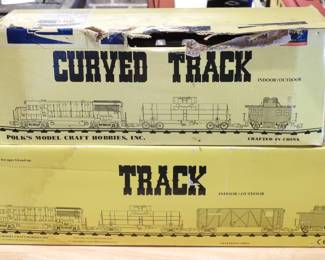 CURVED TRACK
INDOOR/OUTDOOR
POLK'S MODEL CRAFT HOBBIES, INC.
CRAFTED IN CHINA
TRACK
INDOOR/OUTDOOR